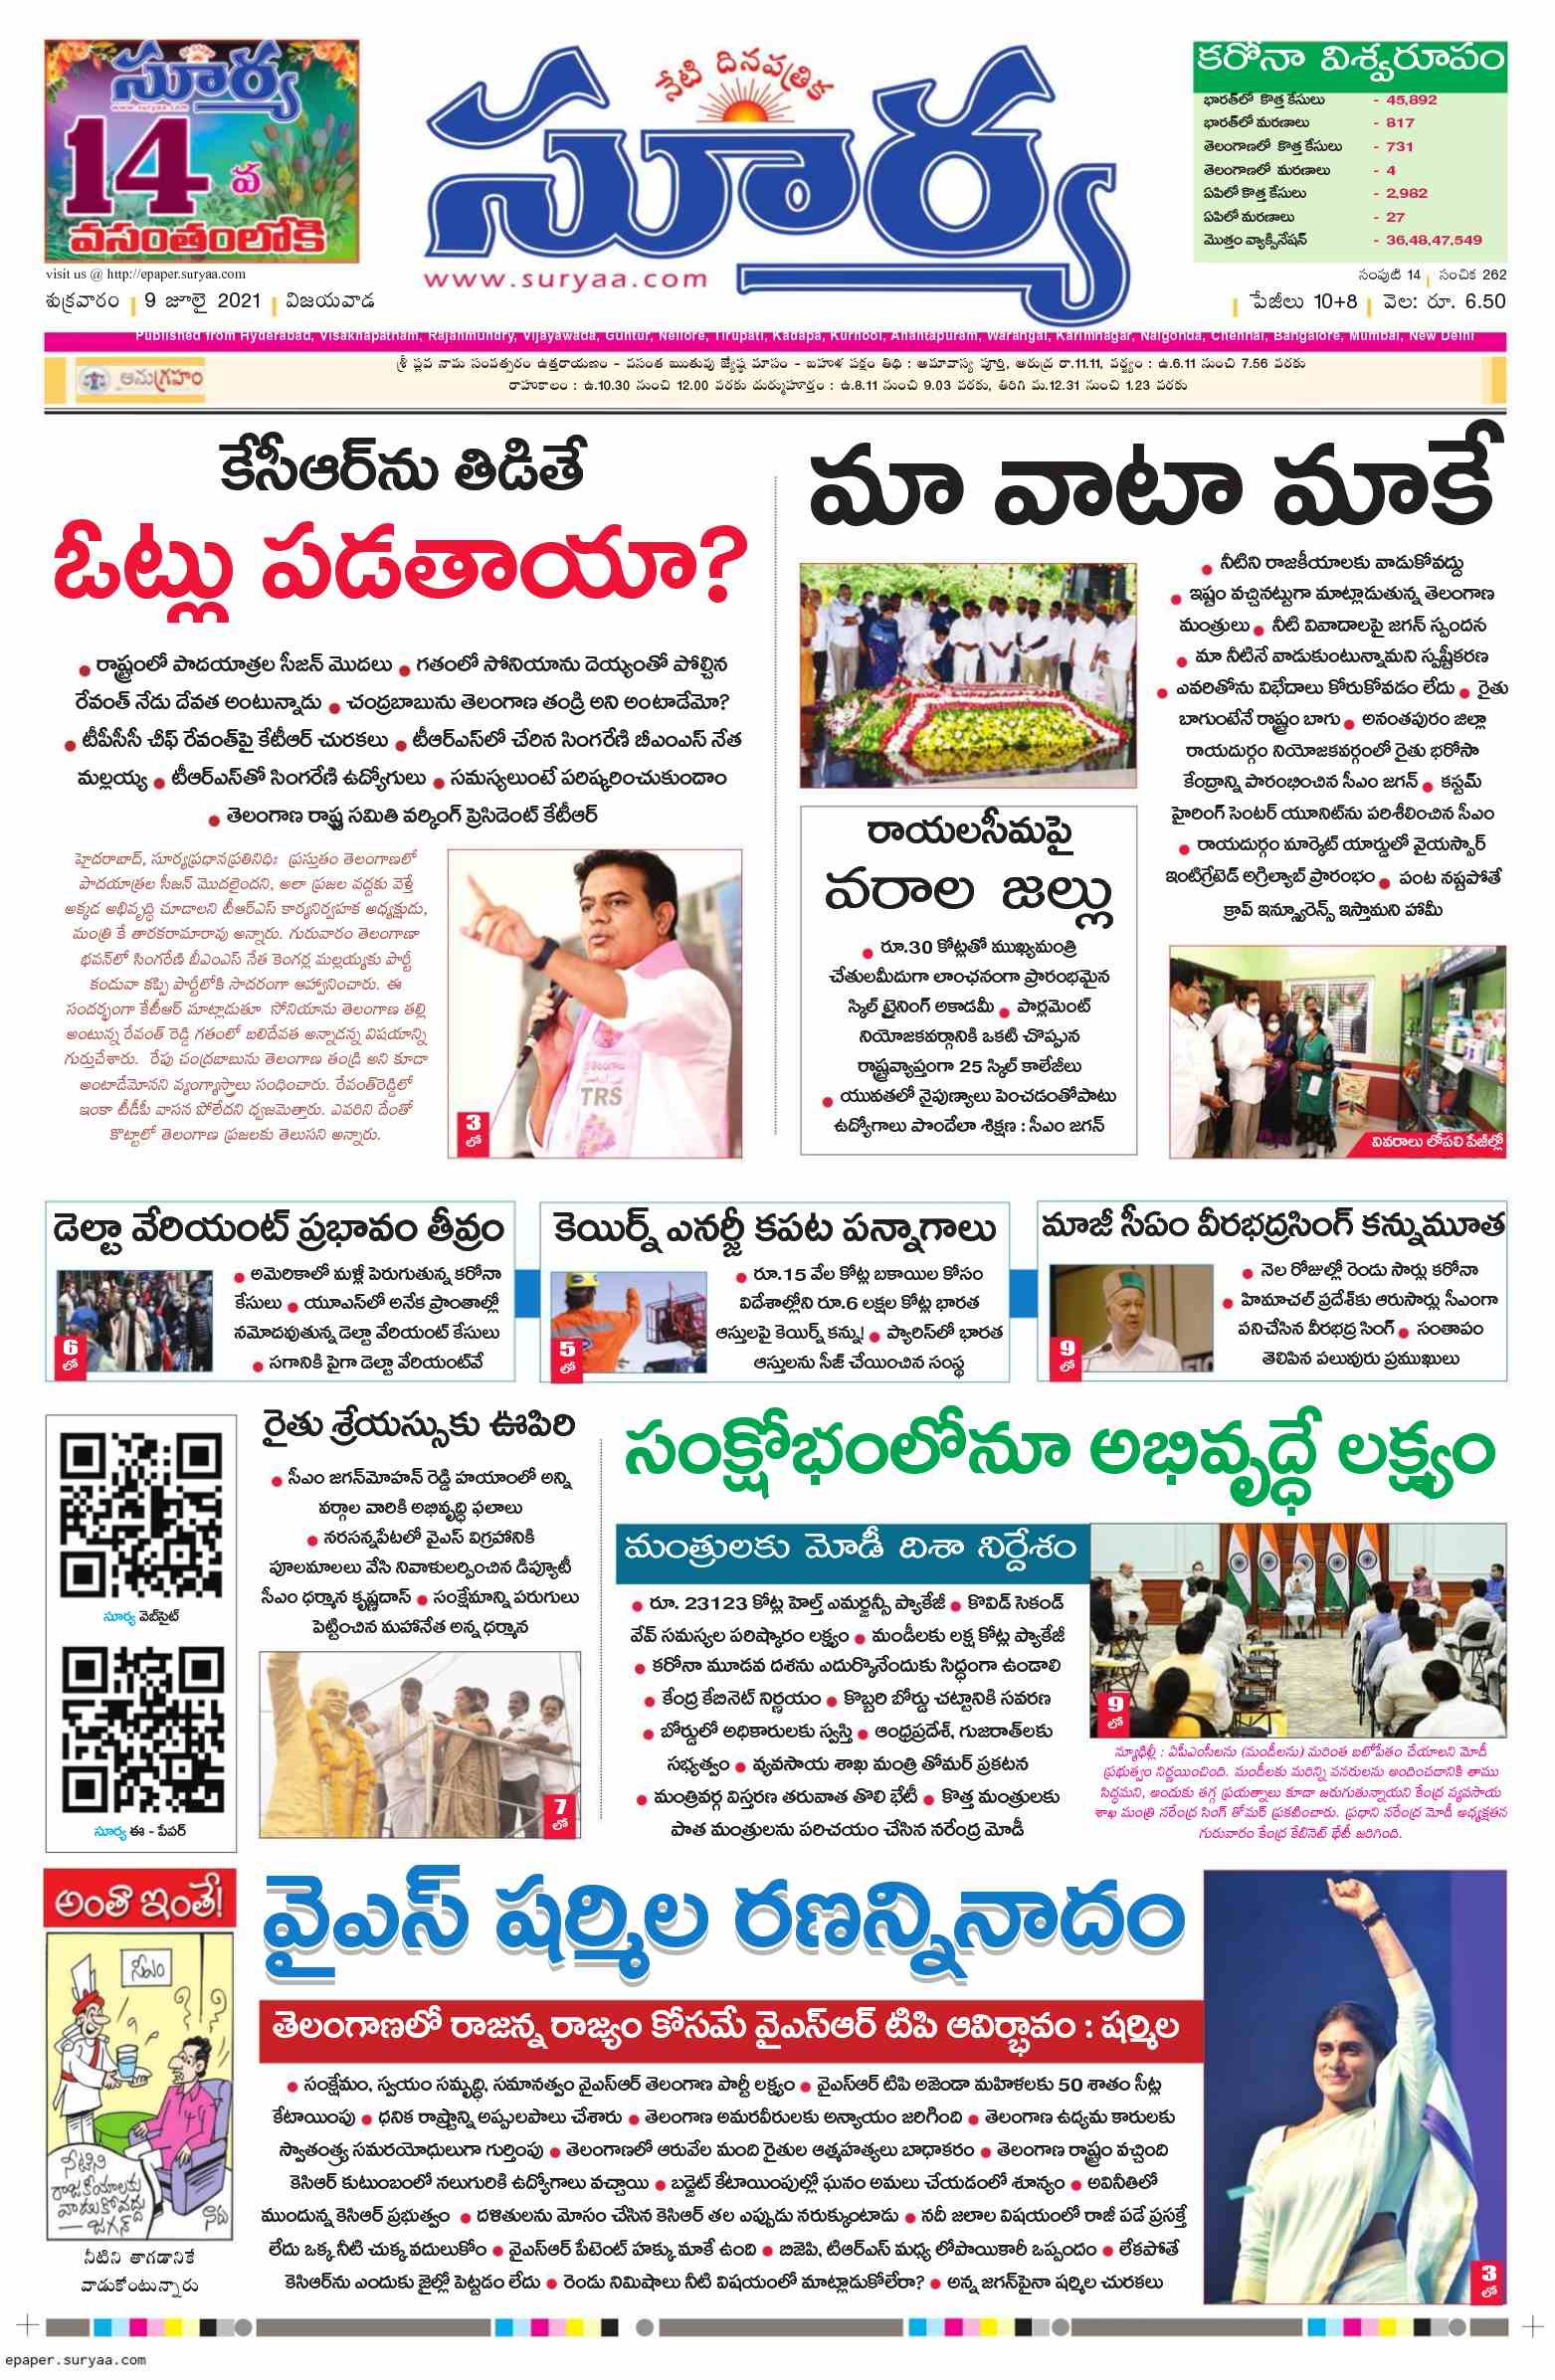 సూర్య
www.suryaa.com
14 వ
వసంతంలోకి
visit us @ http://epaper.suryaa.com
శుక్రవారం | 9 జూలై 2021 | విజయవాడ
నేటి దినపత్రిక
సూర్య
www.suryaa.com
కరోనా విశ్వరూపం
భారత్‌లో కొత్త కేసులు - 45,892
భారత్‌లో మరణాలు - 817
తెలంగాణలో కొత్త కేసులు - 731
తెలంగాణలో మరణాలు - 4
ఏపిలో కొత్త కేసులు - 2,982
ఏపిలో మరణాలు - 27
మొత్తం వ్యాక్సినేషన్ - 36,48,47,549
సంపుటి 14 | సంచిక 262
| పేజీలు 10+8 | వెల: రూ. 6.50
Published from Hyderabad, Visakhapatnam, Rajahmundry, Vijayawada, Guntur, Nellore, Tirupati, Kadapa, Kurnool, Anantapuram, Warangal, Karimnagar, Nalgonda, Chennai, Bangalore, Mumbai, New Delhi
అనుగ్రహం
శ్రీ ప్లవ నామ సంవత్సరం ఉత్తరాయణం - వసంత ఋతువు జ్యేష్ఠ మాసం - బహుళ పక్షం తిథి : అమావాస్య పూర్తి, ఆరుద్ర రా.11.11, వర్జ్యం : ఉ.6.11 నుంచి 7.56 వరకు
రాహుకాలం : ఉ.10.30 నుంచి 12.00 వరకు దుర్ముహూర్తం : ఉ.8.11 నుంచి 9.03 వరకు, తిరిగి మ.12.31 నుంచి 1.23 వరకు
కేసీఆర్‌ను తిడితే
ఓట్లు పడతాయా?
• రాష్ట్రంలో పాదయాత్రల సీజన్ మొదలు • గతంలో సోనియాను దెయ్యంతో పోల్చిన
రేవంత్ నేడు దేవత అంటున్నాడు • చంద్రబాబును తెలంగాణ తండ్రి అని అంటాడేమో?
• టీపీసీసీ చీఫ్ రేవంత్‌పై కేటీఆర్ చురకలు • టీఆర్ఎస్‌లో చేరిన సింగరేణి బీఎంఎస్ నేత
మల్లయ్య • టీఆర్ఎస్‌తో సింగరేణి ఉద్యోగులు • సమస్యలుంటే పరిష్కరించుకుందాం
• తెలంగాణ రాష్ట్ర సమితి వర్కింగ్ ప్రెసిడెంట్ కేటీఆర్
హైదరాబాద్, సూర్యప్రధానప్రతినిధిః ప్రస్తుతం తెలంగాణలో
పాదయాత్రల సీజన్ మొదలైందని, అలా ప్రజల వద్దకు వెళ్తే
అక్కడ అభివృద్ధి చూడాలని టీఆర్ఎస్ కార్యనిర్వాహక అధ్యక్షుడు,
మంత్రి కే తారకరామారావు అన్నారు. గురువారం తెలంగాణా
భవన్‌లో సింగరేణి బీఎంఎస్ నేత కెంగర్ల మల్లయ్యకు పార్టీ
కండువా కప్పి పార్టీలోకి సాదరంగా ఆహ్వానించారు. ఈ
సందర్భంగా కేటీఆర్ మాట్లాడుతూ సోనియాను తెలంగాణ తల్లి
అంటున్న రేవంత్ రెడ్డి గతంలో బలిదేవత అన్నాడన్న విషయాన్ని
గుర్తుచేశారు. రేపు చంద్రబాబును తెలంగాణ తండ్రి అని కూడా
అంటాడేమోనని వ్యంగ్యాస్త్రాలు సంధించారు. రేవంత్‌రెడ్డిలో
ఇంకా టీడీపీ వాసన పోలేదని ధ్వజమెత్తారు. ఎవరిని దేంతో
కొట్టాలో తెలంగాణ ప్రజలకు తెలుసని అన్నారు.
TRS
3
లో
మా వాటా మాకే
• నీటిని రాజకీయాలకు వాడుకోవద్దు
• ఇష్టం వచ్చినట్టుగా మాట్లాడుతున్న తెలంగాణ
మంత్రులు • నీటి వివాదాలపై జగన్ స్పందన
• మా నీటినే వాడుకుంటున్నామని స్పష్టీకరణ
• ఎవరితోను విభేదాలు కోరుకోవడం లేదు • రైతు
బాగుంటేనే రాష్ట్రం బాగు • అనంతపురం జిల్లా
రాయదుర్గం నియోజకవర్గంలో రైతు భరోసా
కేంద్రాన్ని పారంభించిన సీఎం జగన్ • కస్టమ్
హైరింగ్ సెంటర్ యూనిట్‌ను పరిశీలించిన సీఎం
• రాయదుర్గం మార్కెట్ యార్డులో వైయస్సార్
ఇంటిగ్రేటెడ్ అగ్రిల్యాబ్ ప్రారంభం • పంట నష్టపోతే
క్రాప్ ఇన్సూరెన్స్ ఇస్తామని హామీ
వివరాలు లోపలి పేజీల్లో
రాయలసీమపై
వరాల జల్లు
• రూ.30 కోట్లతో ముఖ్యమంత్రి
చేతులమీదుగా లాంఛనంగా ప్రారంభమైన
స్కిల్ ట్రైనింగ్ అకాడమీ • పార్లమెంట్
నియోజకవర్గానికి ఒకటి చొప్పున
రాష్ట్రవ్యాప్తంగా 25 స్కిల్ కాలేజీలు
• యువతలో నైపుణ్యాలు పెంచడంతోపాటు
ఉద్యోగాలు పొందేలా శిక్షణ : సీఎం జగన్
డెల్టా వేరియంట్ ప్రభావం తీవ్రం
• అమెరికాలో మళ్లీ పెరుగుతున్న కరోనా
కేసులు • యూఎస్‌లో అనేక ప్రాంతాల్లో
నమోదవుతున్న డెల్టా వేరియంట్ కేసులు
• సగానికి పైగా డెల్టా వేరియంట్‌వే
6
లో
కెయిర్న్ ఎనర్జీ కపట పన్నాగాలు
• రూ.15 వేల కోట్ల బకాయిల కోసం
విదేశాల్లోని రూ.6 లక్షల కోట్ల భారత
ఆస్తులపై కెయిర్న్ కన్ను! • ప్యారిస్‌లో భారత
ఆస్తులను సీజ్ చేయించిన సంస్థ
5
లో
మాజీ సీఏం వీరభద్రసింగ్ కన్నుమూత
• నెల రోజుల్లో రెండు సార్లు కరోనా
• హిమాచల్ ప్రదేశ్‌కు ఆరుసార్లు సీఎంగా
పనిచేసిన వీరభద్ర సింగ్ • సంతాపం
తెలిపిన పలువురు ప్రముఖులు
9
లో
సూర్య వెబ్‌సైట్
సూర్య ఈ - పేపర్
రైతు శ్రేయస్సుకు ఊపిరి
• సీఎం జగన్‌మోహన్ రెడ్డి హయాంలో అన్ని
వర్గాల వారికి అభివృద్ధి ఫలాలు
• నరసన్నపేటలో వైఎస్ విగ్రహానికి
పూలమాలలు వేసి నివాళులర్పించిన డిప్యూటీ
సీఎం ధర్మాన కృష్ణదాస్ • సంక్షేమాన్ని పరుగులు
పెట్టించిన మహానేత అన్న ధర్మాన
7
లో
సంక్షోభంలోనూ అభివృద్ధే లక్ష్యం
మంత్రులకు మోడీ దిశా నిర్దేశం
• రూ. 23123 కోట్ల హెల్త్ ఎమర్జన్సీ ప్యాకేజీ • కొవిడ్ సెకండ్
వేవ్ సమస్యల పరిష్కారం లక్ష్యం • మండీలకు లక్ష కోట్ల ప్యాకేజీ
• కరోనా మూడవ దశను ఎదుర్కొనేందుకు సిద్ధంగా ఉండాలి
• కేంద్ర కేబినెట్ నిర్ణయం • కొబ్బరి బోర్డు చట్టానికి సవరణ
• బోర్డులో అధికారులకు స్వస్తి • ఆంధ్రప్రదేశ్, గుజరాత్‌లకు
సభ్యత్వం • వ్యవసాయ శాఖ మంత్రి తోమర్ ప్రకటన
• మంత్రివర్గ విస్తరణ తరువాత తొలి భేటీ • కొత్త మంత్రులకు
పాత మంత్రులను పరిచయం చేసిన నరేంద్ర మోడీ
9
లో
న్యూఢిల్లీ : ఏపీఎంసీలను (మండీలను) మరింత బలోపేతం చేయాలని మోదీ
ప్రభుత్వం నిర్ణయించింది. మండీలకు మరిన్ని వనరులను అందించడానికి తాము
సిద్ధమని, అందుకు తగ్గ ప్రయత్నాలు కూడా జరుగుతున్నాయని కేంద్ర వ్యవసాయ
శాఖ మంత్రి నరేంద్ర సింగ్ తోమర్ ప్రకటించారు. ప్రధాని నరేంద్ర మోడీ అధ్యక్షతన
గురువారం కేంద్ర కేబినెట్ భేటీ జరిగింది.
అంతా ఇంతే!
సీఎం
నీటిని
రాజకీయాలకు
వాడుకోవద్దు
— జగన్
నీటిని తాగడానికే
వాడుకోంటున్నారు
వైఎస్ షర్మిల రణన్నినాదం
తెలంగాణలో రాజన్న రాజ్యం కోసమే వైఎస్ఆర్ టిపి ఆవిర్భావం : షర్మిల
• సంక్షేమం, స్వయం సమృద్ధి, సమానత్వం వైఎస్ఆర్ తెలంగాణ పార్టీ లక్ష్యం • వైఎస్ఆర్ టిపి అజెండా మహిళలకు 50 శాతం సీట్ల
కేటాయింపు • ధనిక రాష్ట్రాన్ని అప్పులపాలు చేశారు • తెలంగాణ అమరవీరులకు అన్యాయం జరిగింది • తెలంగాణ ఉద్యమ కారులకు
స్వాతంత్ర్య సమరయోధులుగా గుర్తింపు • తెలంగాణలో ఆరువేల మంది రైతుల ఆత్మహత్యలు బాధాకరం • తెలంగాణ రాష్ట్రం వచ్చింది
కెసిఆర్ కుటుంబంలో నలుగురికి ఉద్యోగాలు వచ్చాయి • బడ్జెట్ కేటాయింపుల్లో ఘనం అమలు చేయడంలో శూన్యం • అవినీతిలో
ముందున్న కెసిఆర్ ప్రభుత్వం • దళితులను మోసం చేసిన కెసిఆర్ తల ఎప్పుడు నరుక్కుంటాడు • నదీ జలాల విషయంలో రాజీ పడే ప్రసక్తే
లేదు ఒక్క నీటి చుక్క వదులుకోం • వైఎస్ఆర్ పేటెంట్ హక్కు మాకే ఉంది • బిజెపి, టిఆర్ఎస్ మధ్య లోపాయికారీ ఒప్పందం • లేకపోతే
కెసిఆర్‌ను ఎందుకు జైల్లో పెట్టడం లేదు • రెండు నిమిషాలు నీటి విషయంలో మాట్లాడుకోలేరా? • అన్న జగన్‌పైనా షర్మిల చురకలు
3
లో
epaper.suryaa.com